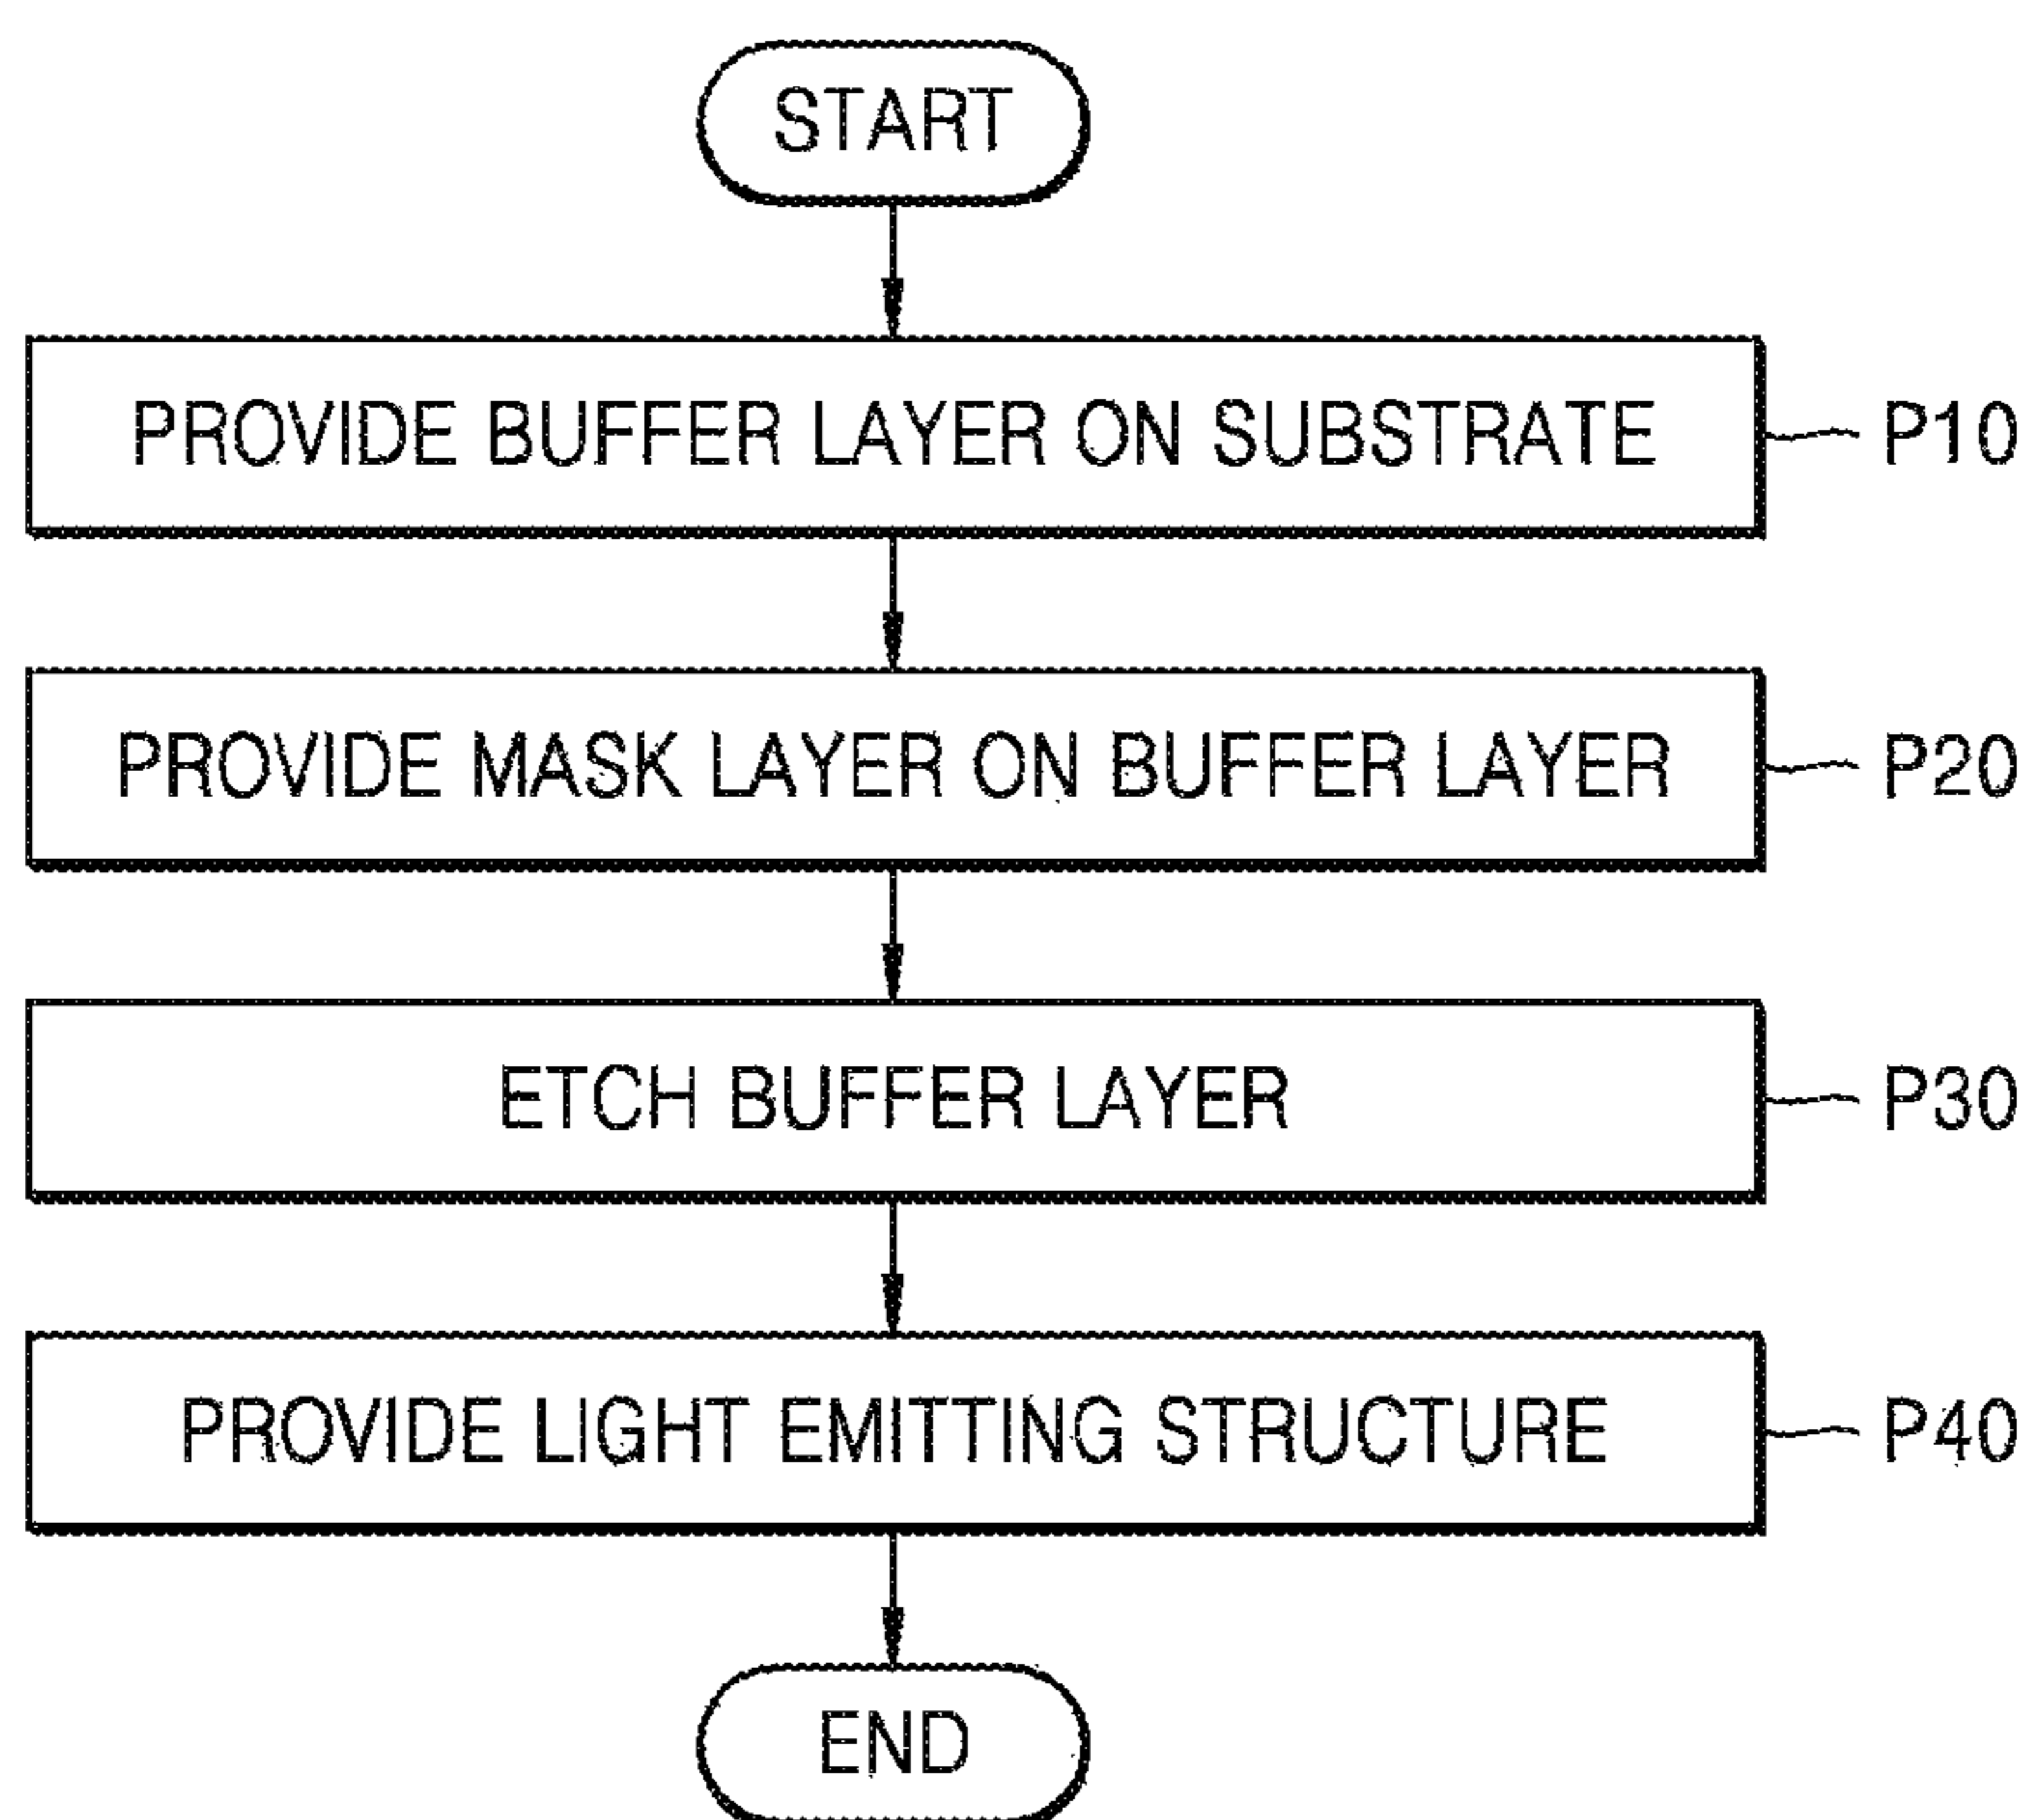 START
PROVIDE BUFFER LAYER ON SUBSTRATE P10
PROVIDE MASK LAYER ON BUFFER LAYER P20
ETCH BUFFER LAYER P30
PROVIDE LIGHT EMITTING STRUCTURE P40
END